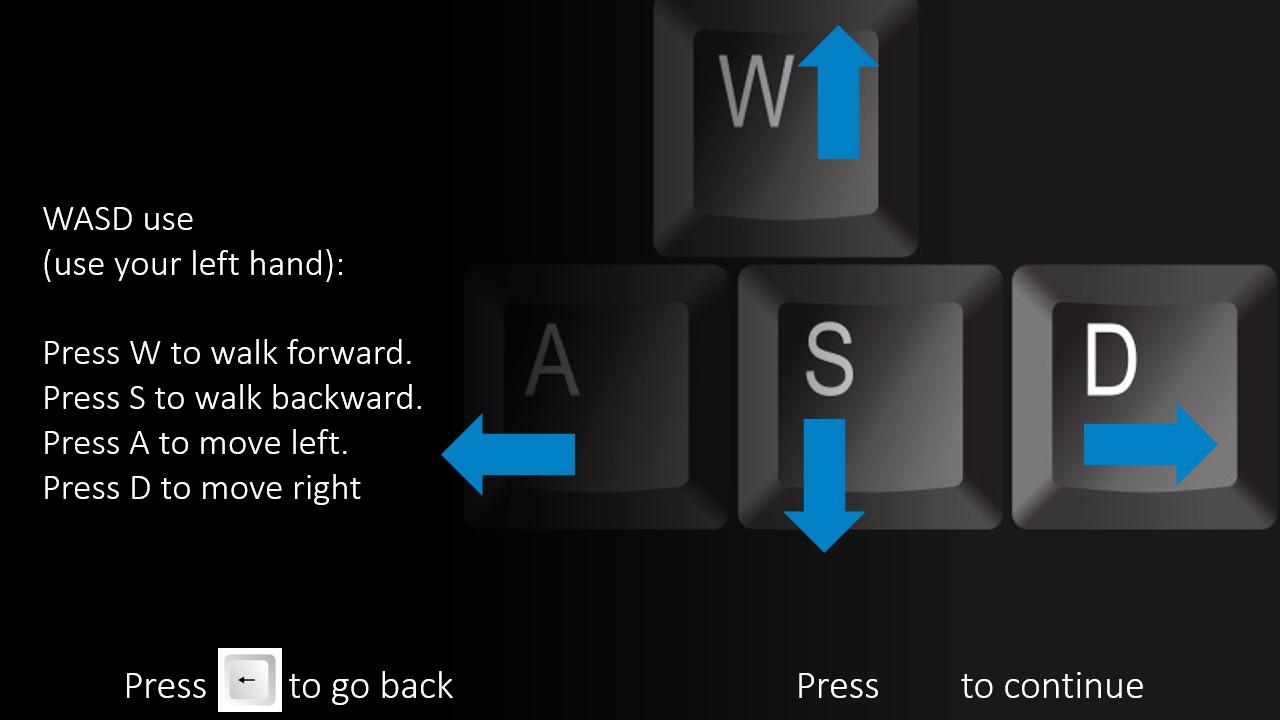 W
WASD use
(use your left hand):
A
S
D
Press W to walk forward.
Press S to walk backward.
Press A to move left.
Press D to move right
Press ← to go back
Press to continue